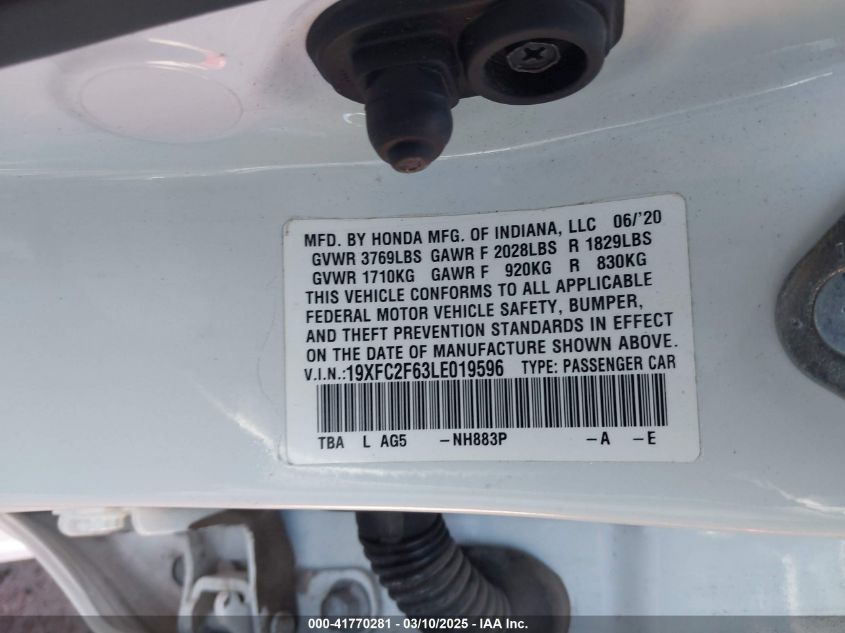 MFD. BY HONDA MFG. OF INDIANA, LLC 06/'20
GVWR 3769LBS GAWR F 2028LBS R 1829LBS
GVWR 1710KG GAWR F 920KG R 830KG
THIS VEHICLE CONFORMS TO ALL APPLICABLE
FEDERAL MOTOR VEHICLE SAFETY, BUMPER,
AND THEFT PREVENTION STANDARDS IN EFFECT
ON THE DATE OF MANUFACTURE SHOWN ABOVE.
V.I.N.:19XFC2F63LE019596 TYPE: PASSENGER CAR
TBA L AG5 –NH883P –A –E
000-41770281 - 03/10/2025 - IAA Inc.